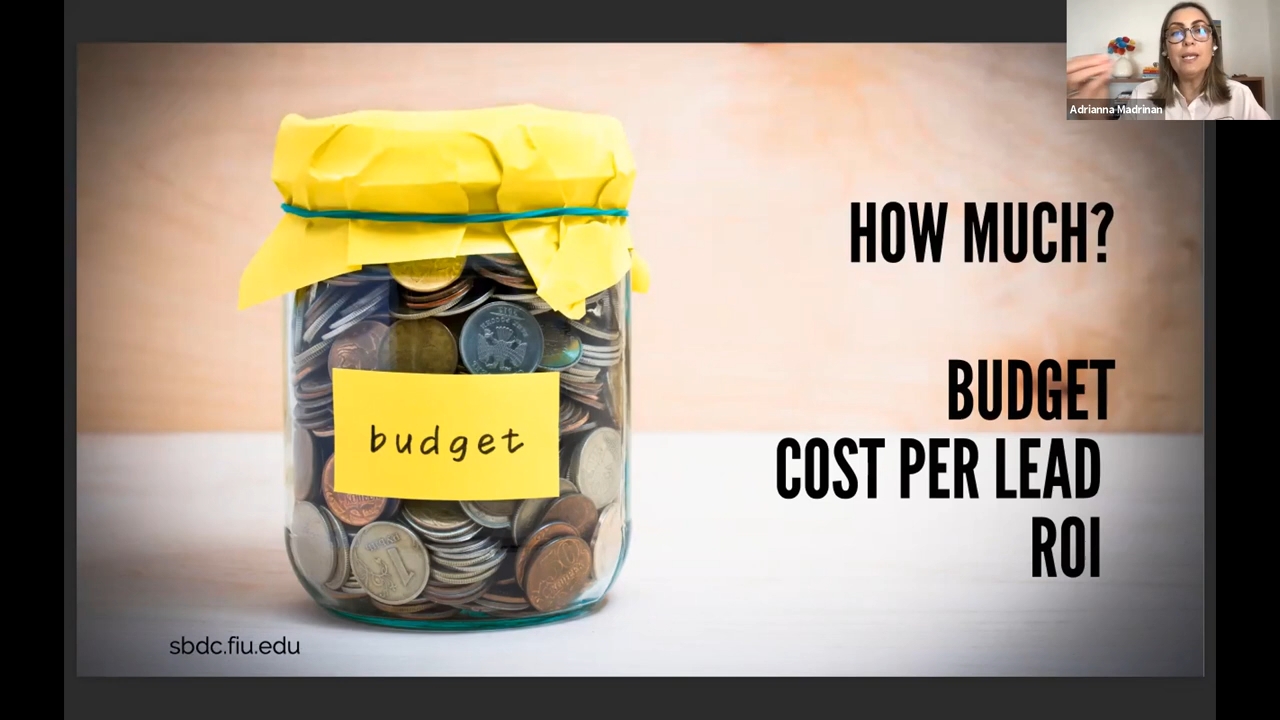 Adrianna Madrinan
HOW MUCH?
BUDGET
COST PER LEAD
ROI
budget
sbdc.fiu.edu